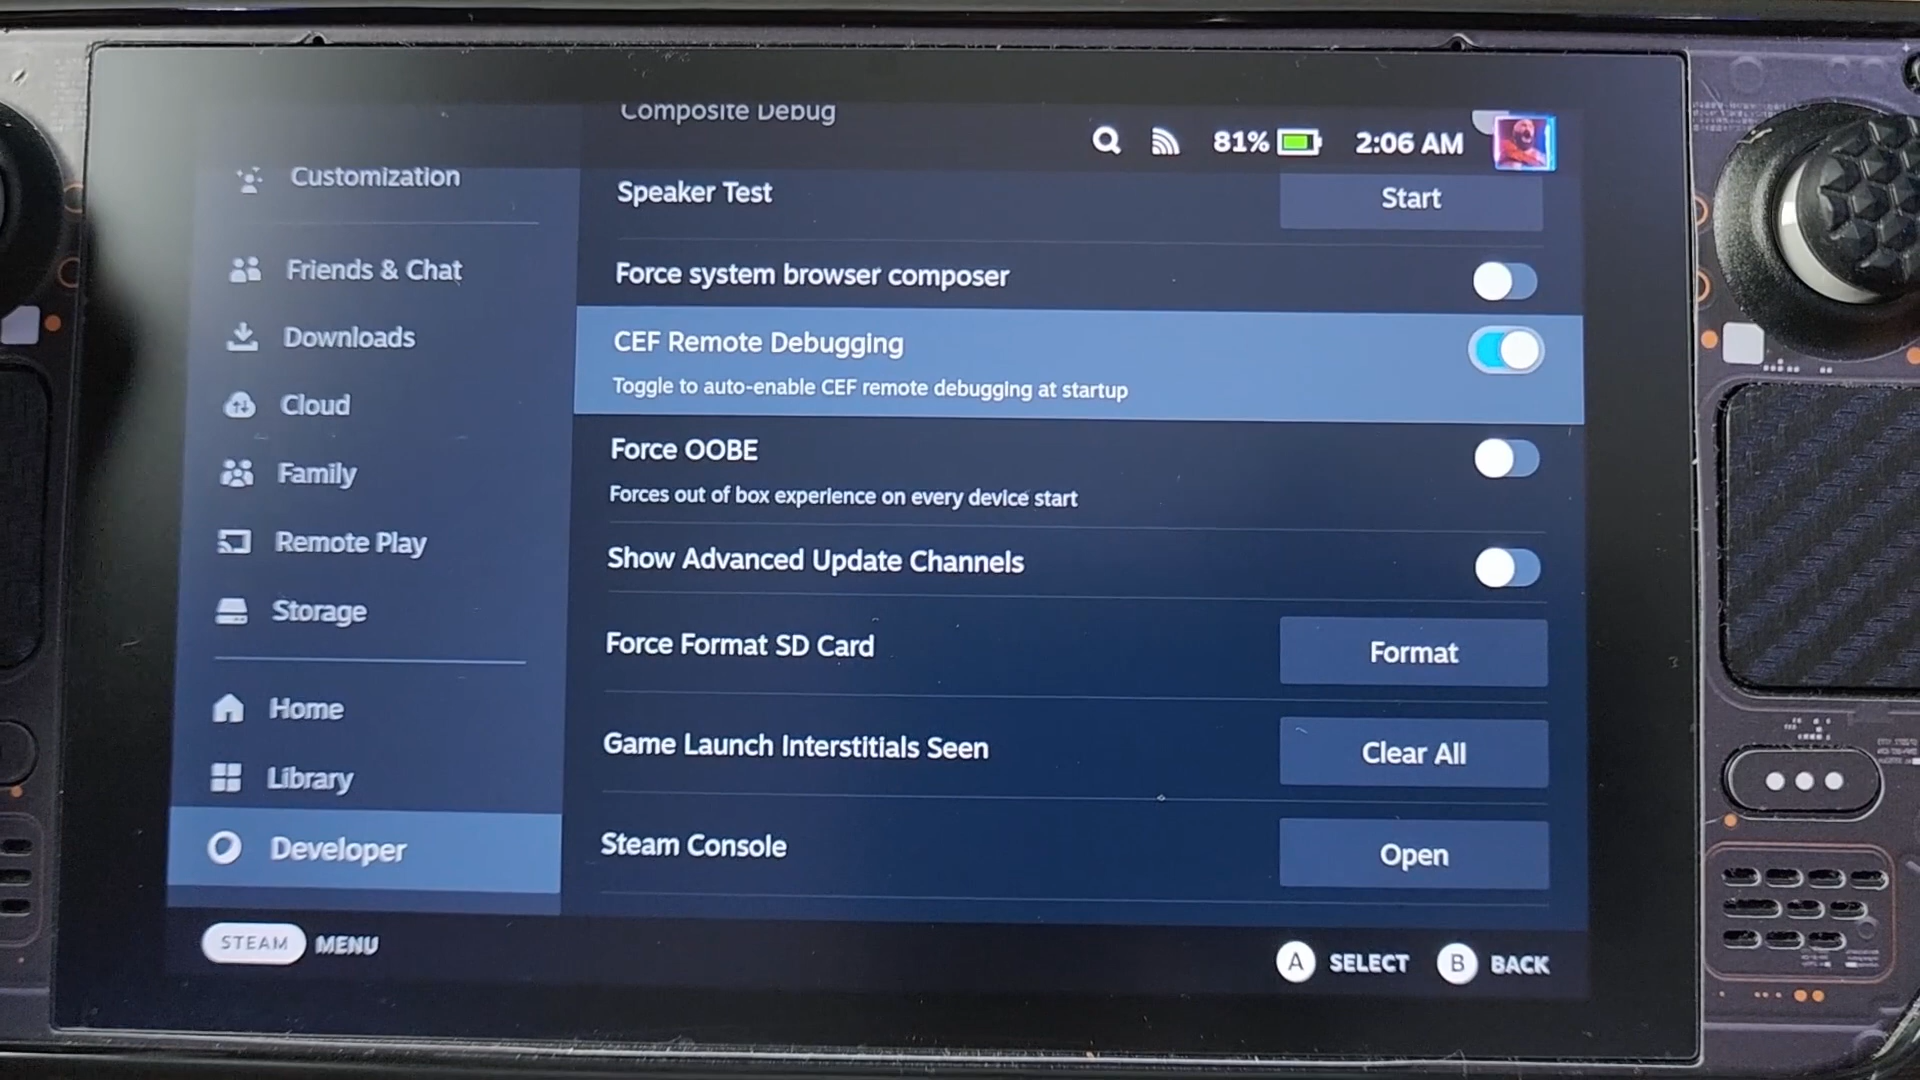 Composite Debug
81%
2:06 AM
Customization
Friends & Chat
Downloads
Cloud
Family
Remote Play
Storage
Home
Library
Developer
Speaker Test
Start
Force system browser composer
CEF Remote Debugging
Toggle to auto-enable CEF remote debugging at startup
Force OOBE
Forces out of box experience on every device start
Show Advanced Update Channels
Force Format SD Card
Format
Game Launch Interstitials Seen
Clear All
Steam Console
Open
STEAM MENU
A SELECT B BACK